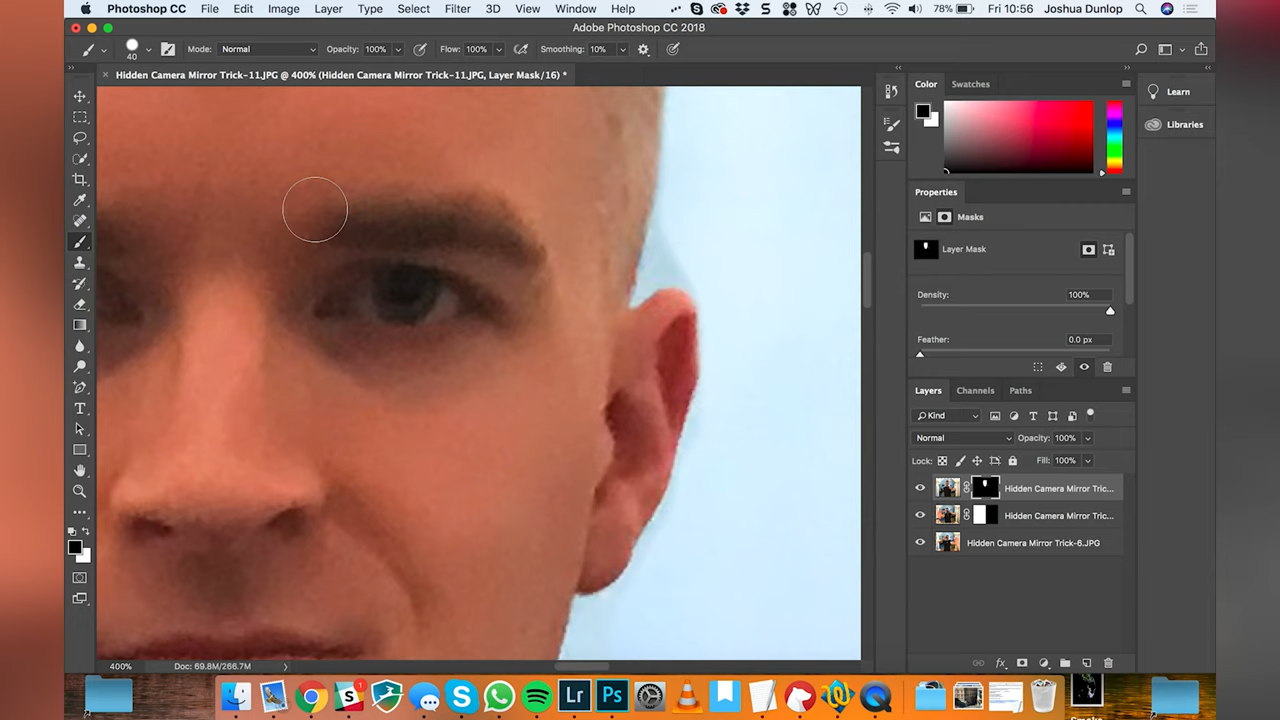 Photoshop CC File Edit Image Layer Type Select Filter 3D View Window Help 78% Fri 10:56 Joshua Dunlop
Adobe Photoshop CC 2018
40 Mode: Normal Opacity: 100% Flow: 100% Smoothing: 10%
× Hidden Camera Mirror Trick-11.JPG @ 400% (Hidden Camera Mirror Trick-11.JPG, Layer Mask/16) *
Color Swatches
Learn
Libraries
Properties
Masks
Layer Mask
Density: 100%
Feather: 0.0 px
Layers Channels Paths
Kind
Normal Opacity: 100%
Lock: Fill: 100%
Hidden Camera Mirror Tric...
Hidden Camera Mirror Tric...
Hidden Camera Mirror Trick-6.JPG
400% Doc: 69.8M/266.7M
fx
1
Lr Ps